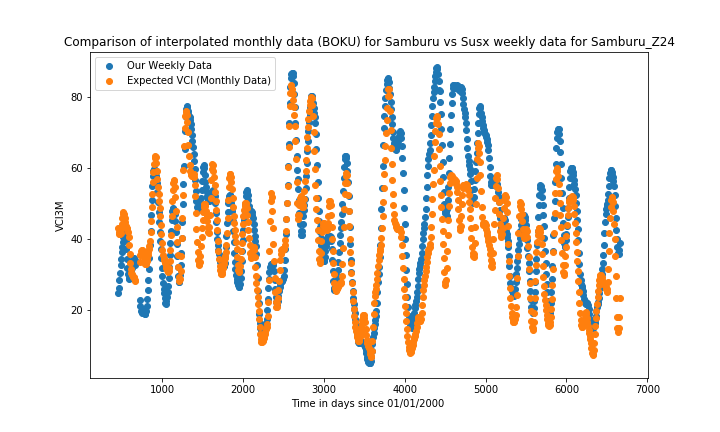 Comparison of interpolated monthly data (BOKU) for Samburu vs Susx weekly data for Samburu_Z24
Our Weekly Data
Expected VCI (Monthly Data)
80
60
40
20
VCI3M
1000 2000 3000 4000 5000 6000 7000
Time in days since 01/01/2000